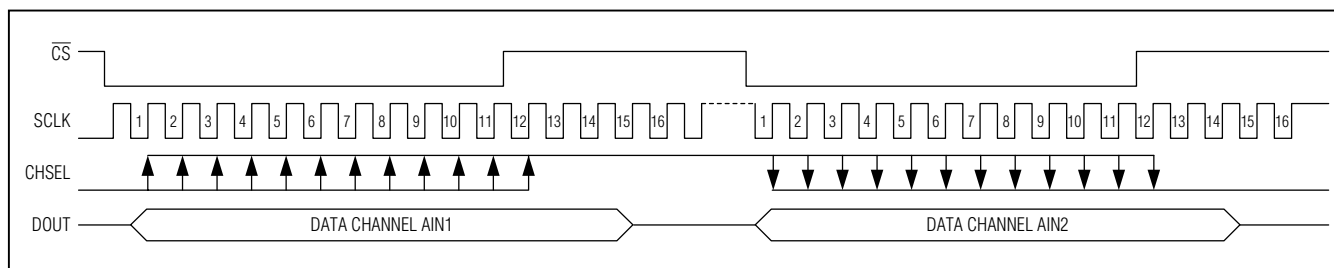 CS
SCLK 1 2 3 4 5 6 7 8 9 10 11 12 13 14 15 16 1 2 3 4 5 6 7 8 9 10 11 12 13 14 15 16
CHSEL
DOUT DATA CHANNEL AIN1 DATA CHANNEL AIN2